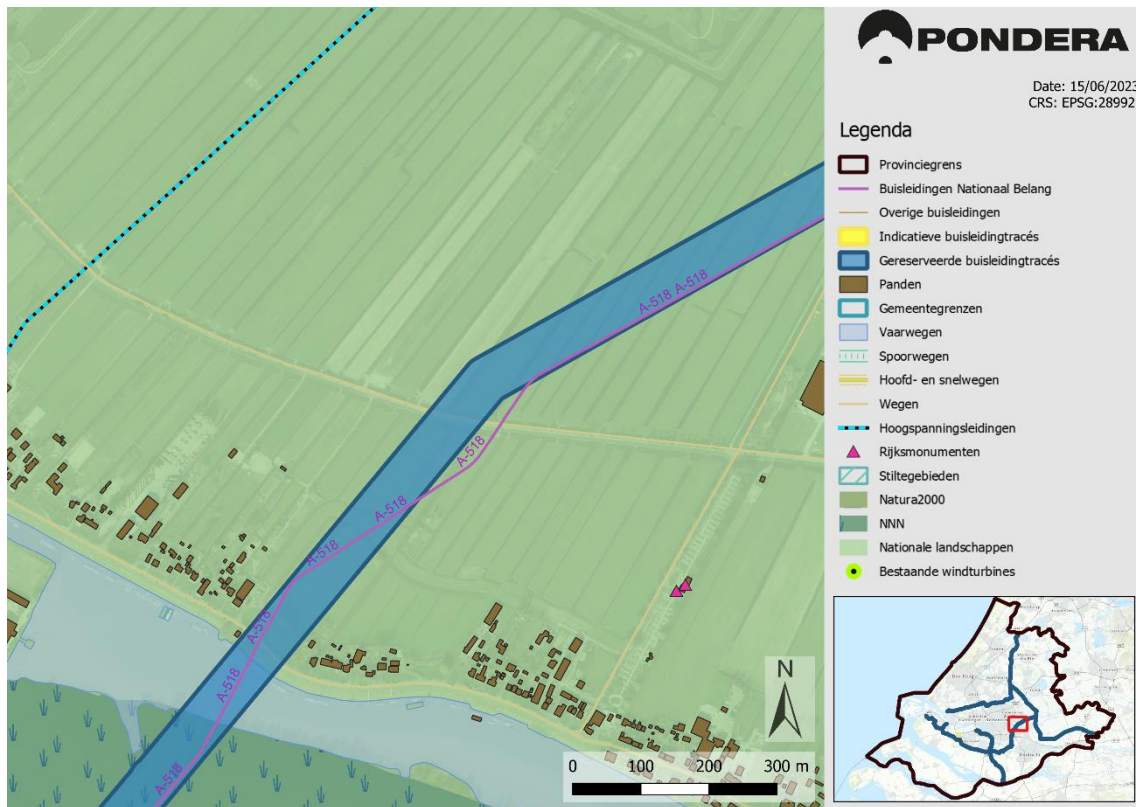 PONDERA
Date: 15/06/2023
CRS: EPSG:28992
Legenda
Provinciegrens
Buisleidingen Nationaal Belang
Overige buisleidingen
Indicatieve buisleidingtracés
Gereserveerde buisleidingtracés
Panden
Gemeentegrenzen
Vaarwegen
Spoorwegen
Hoofd- en snelwegen
Wegen
Hoogspanningsleidingen
Rijksmonumenten
Stiltegebieden
Natura2000
NNN
Nationale landschappen
Bestaande windturbines
A-518 A-518
A-518
A-518
A-518
A-518
A-518
A-518
N
0 100 200 300 m